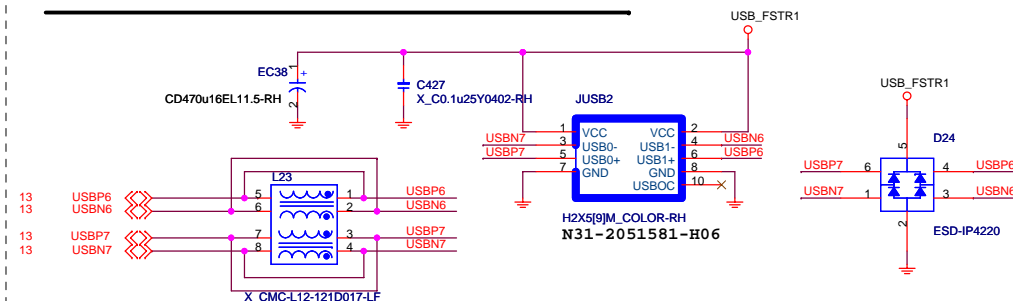 USB_FSTR1
EC38
1
+
2
CD470u16EL11.5-RH
C427
X_C0.1u25Y0402-RH
JUSB2
USB_FSTR1
D24
USBN7
USBP7
1
3
5
7
VCC
USB0-
USB0+
GND
VCC
USB1-
USB1+
GND
USBOC
2
4
6
8
10
USBN6
USBP6
H2X5[9]M_COLOR-RH
N31-2051581-H06
USBP7
USBN7
6
1
5
2
4
3
USBP6
USBN6
ESD-IP4220
L23
13 USBP6 5 1 USBP6
13 USBN6 6 2 USBN6
13 USBP7 7 3 USBP7
13 USBN7 8 4 USBN7
X_CMC-L12-121D017-LF